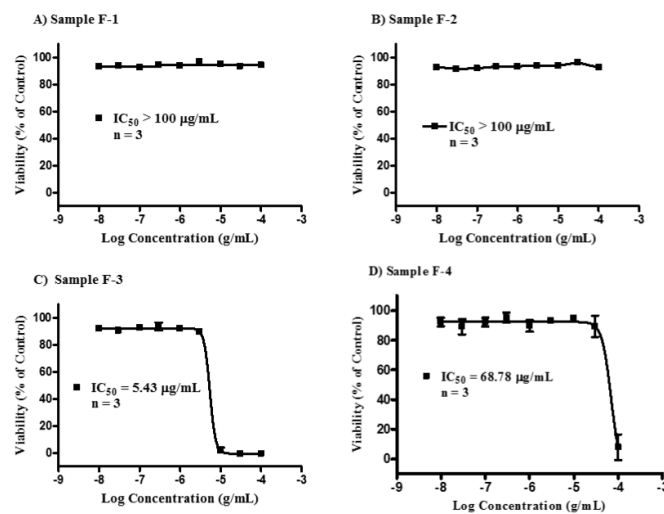 A) Sample F-1
Viability (% of Control)
100
80
60
40
20
0
IC50 > 100 µg/mL
n = 3
-9 -8 -7 -6 -5 -4 -3
Log Concentration (g/mL)
B) Sample F-2
Viability (% of Control)
100
80
60
40
20
0
IC50 > 100 µg/mL
n = 3
-9 -8 -7 -6 -5 -4 -3
Log Concentration (g/mL)
C) Sample F-3
Viability (% of Control)
100
80
60
40
20
0
IC50 = 5.43 µg/mL
n = 3
-9 -8 -7 -6 -5 -4 -3
Log Concentration (g/mL)
D) Sample F-4
Viability (% of Control)
100
80
60
40
20
0
IC50 = 68.78 µg/mL
n = 3
-9 -8 -7 -6 -5 -4 -3
Log Concentration (g/mL)